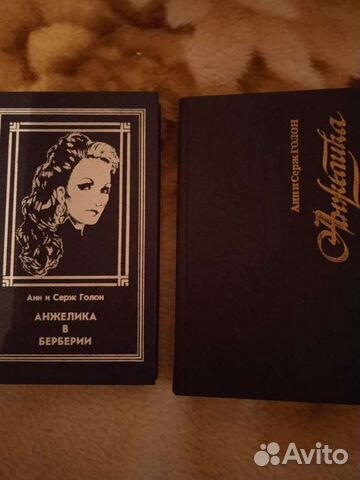 Анн и Серж Голон
АНЖЕЛИКА
В
БЕРБЕРИИ
Анн и Серж ГОЛОН
Анжелика
Avito